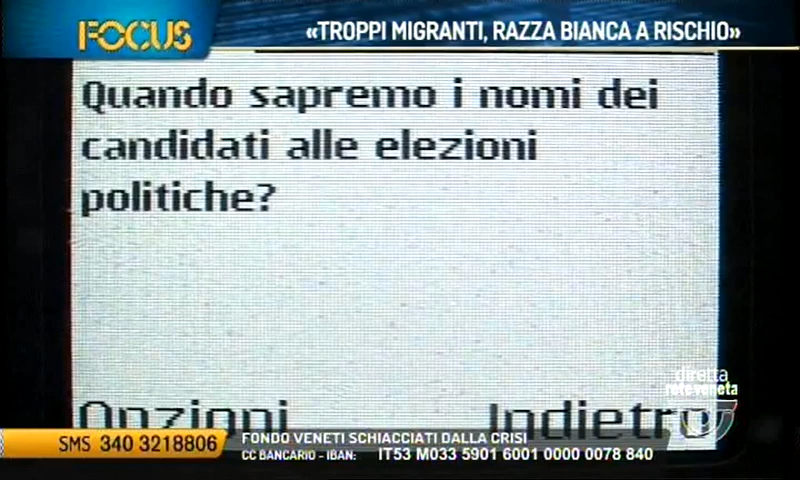 FOCUS
«TROPPI MIGRANTI, RAZZA BIANCA A RISCHIO»
Quando sapremo i nomi dei
candidati alle elezioni
politiche?
Opzioni Indietro
diretta
reteveneta
SMS 340 3218806
FONDO VENETI SCHIACCIATI DALLA CRISI
CC BANCARIO - IBAN: IT53 M033 5901 6001 0000 0078 840